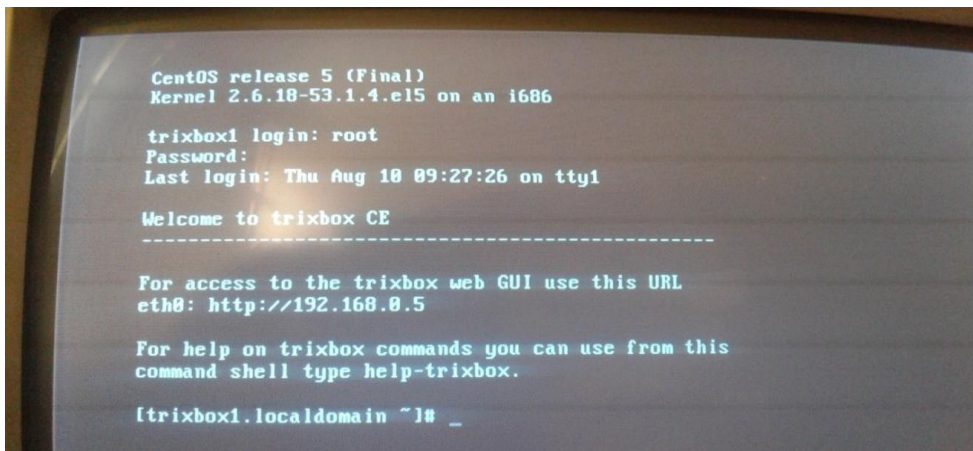 CentOS release 5 (Final)
Kernel 2.6.18-53.1.4.el5 on an i686
trixbox1 login: root
Password:
Last login: Thu Aug 10 09:27:26 on tty1
Welcome to trixbox CE
--------------------------------------------------
For access to the trixbox web GUI use this URL
eth0: http://192.168.0.5
For help on trixbox commands you can use from this
command shell type help-trixbox.
[trixbox1.localdomain ~]# _